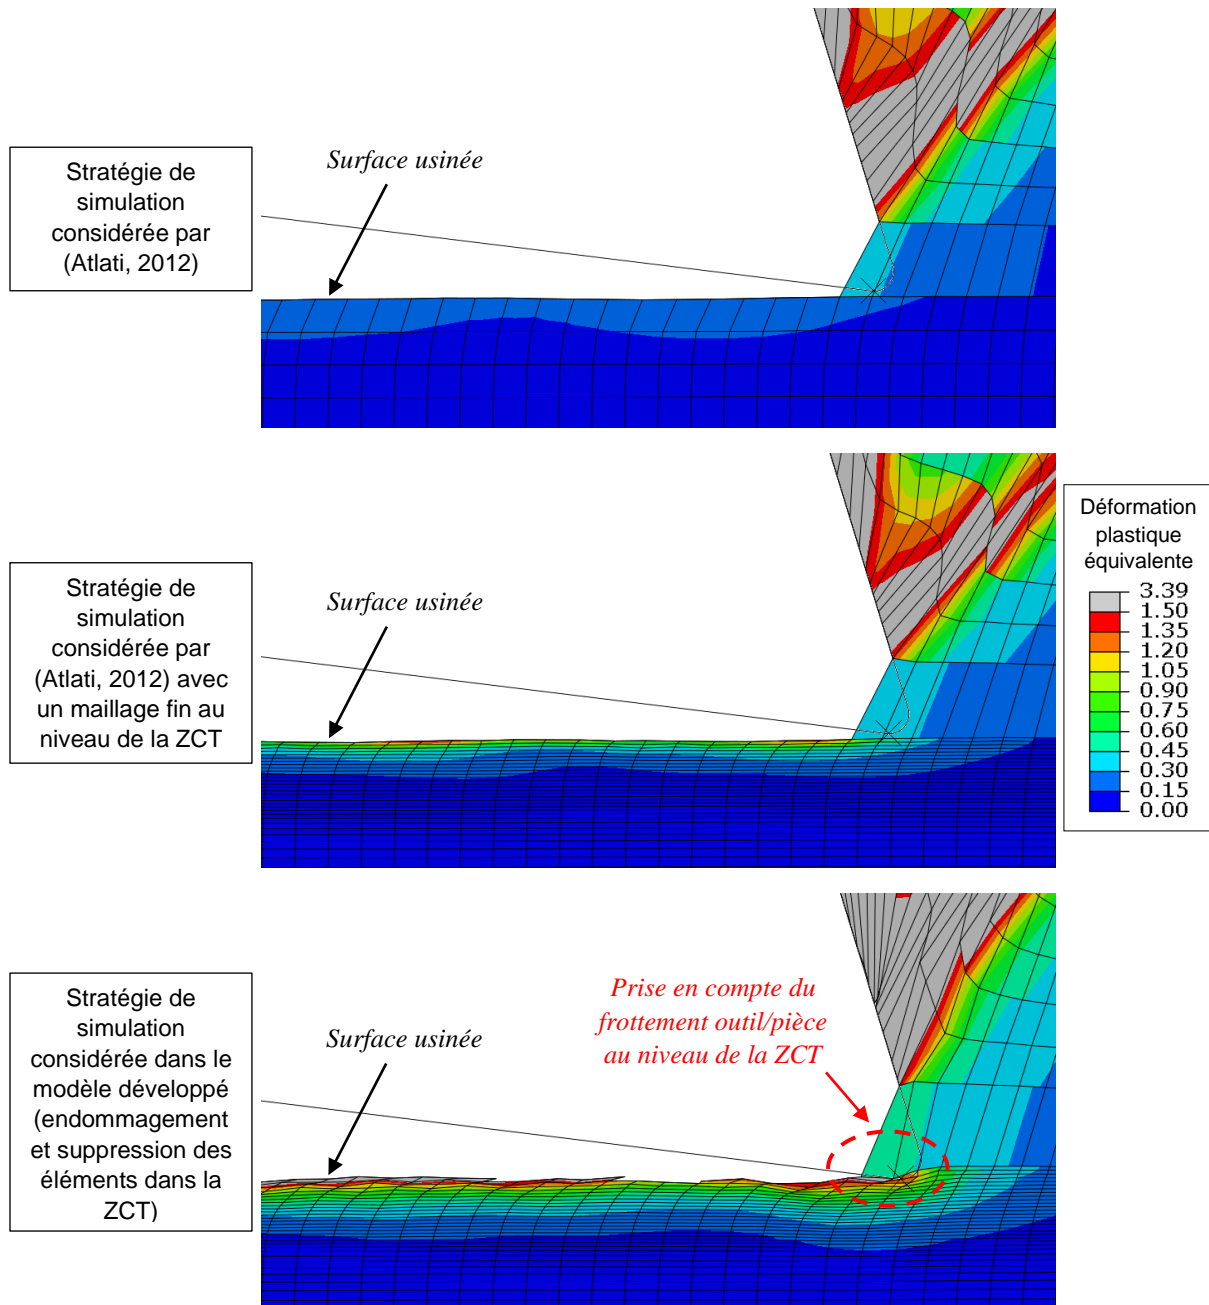 Stratégie de
simulation
considérée par
(Atlati, 2012)
Surface usinée
Stratégie de
simulation
considérée par
(Atlati, 2012) avec
un maillage fin au
niveau de la ZCT
Surface usinée
Déformation
plastique
équivalente
3.39
1.50
1.35
1.20
1.05
0.90
0.75
0.60
0.45
0.30
0.15
0.00
Stratégie de
simulation
considérée dans le
modèle développé
(endommagement
et suppression des
éléments dans la
ZCT)
Surface usinée
Prise en compte du
frottement outil/pièce
au niveau de la ZCT